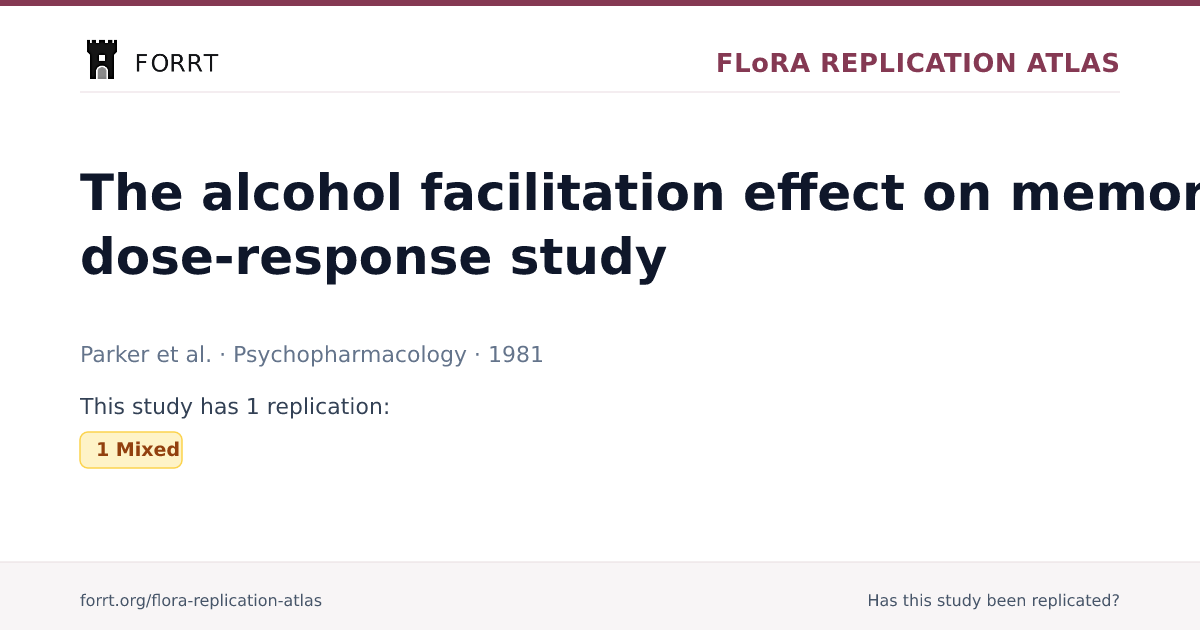 FORRT
FLoRA REPLICATION ATLAS
The alcohol facilitation effect on memor
dose-response study
Parker et al. · Psychopharmacology · 1981
This study has 1 replication:
1 Mixed
forrt.org/flora-replication-atlas
Has this study been replicated?